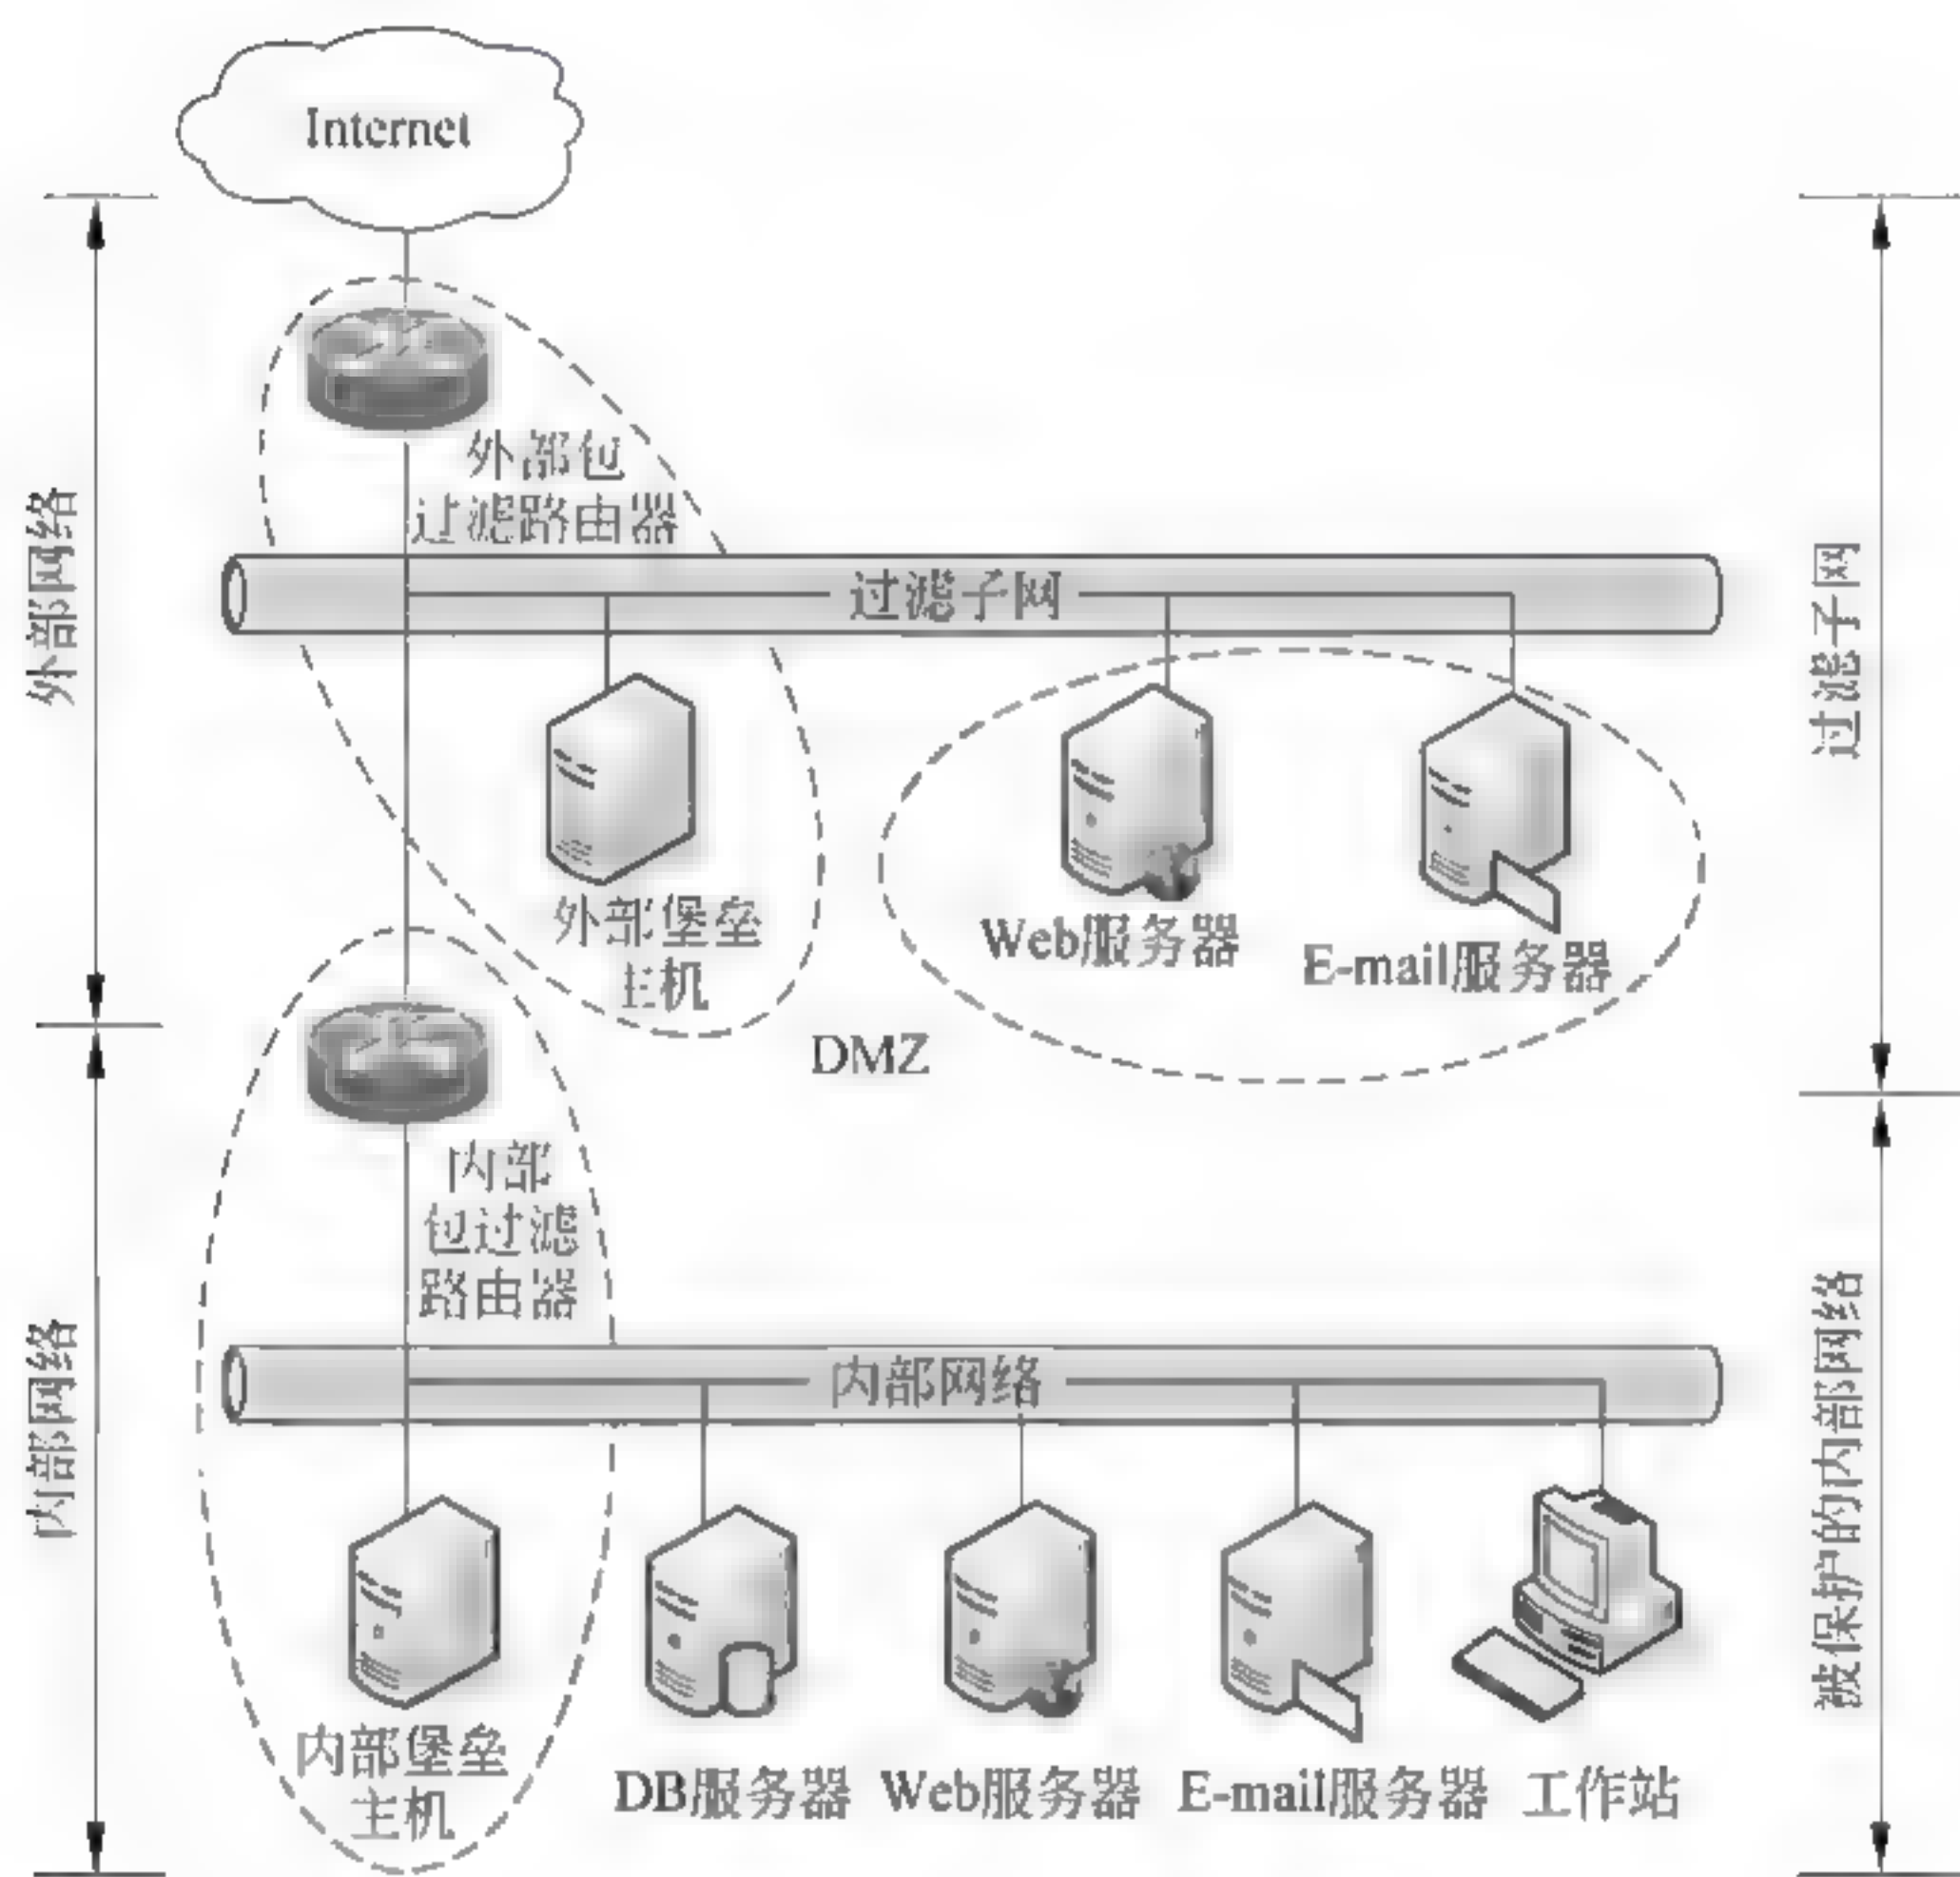 Internet
外部包
过滤路由器
过滤子网
外部网络
过滤子网
外部堡垒
主机
Web服务器
E-mail服务器
DMZ
内部
包过滤
路由器
内部网络
内部网络
被保护的内部网络
内部堡垒
主机
DB服务器
Web服务器
E-mail服务器
工作站